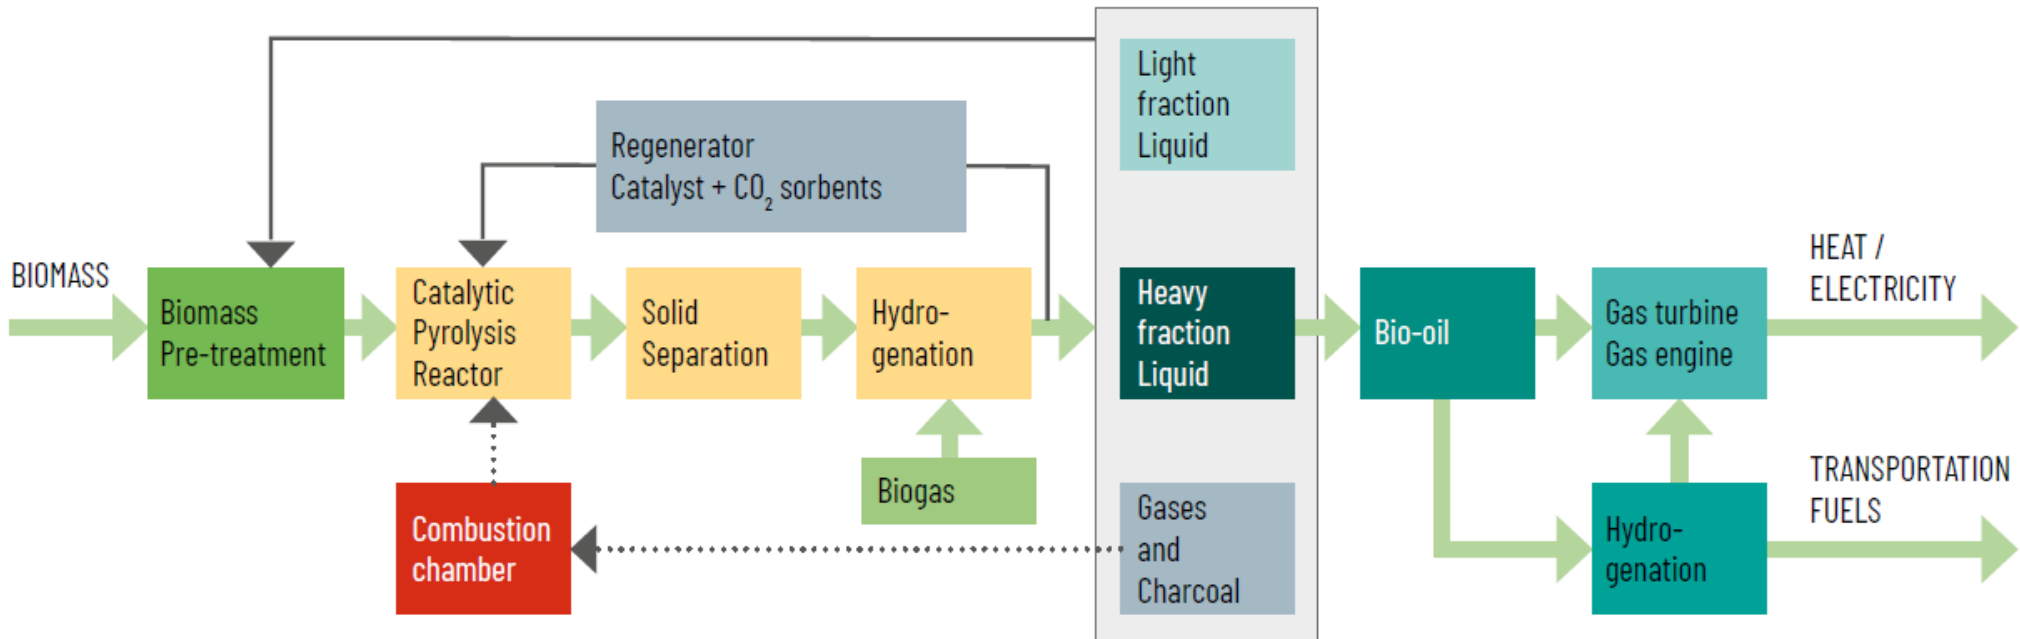 Light
fraction
Liquid
Regenerator
Catalyst + CO₂ sorbents
BIOMASS
Biomass
Pre-treatment
Catalytic
Pyrolysis
Reactor
Solid
Separation
Hydro-
genation
Heavy
fraction
Liquid
Bio-oil
Gas turbine
Gas engine
HEAT /
ELECTRICITY
Combustion
chamber
Biogas
Gases
and
Charcoal
Hydro-
genation
TRANSPORTATION
FUELS